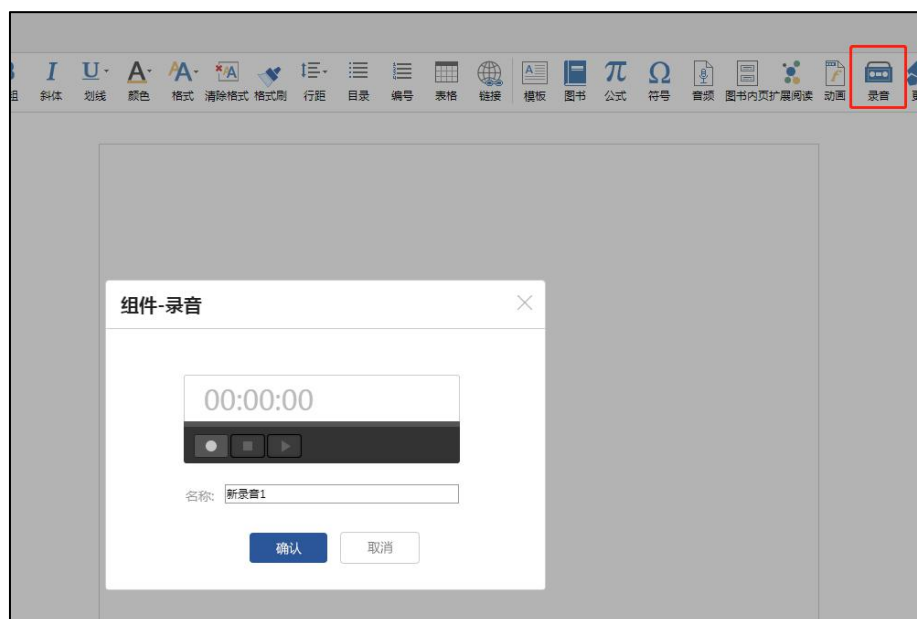 斜体 划线 颜色 格式 清除格式 格式刷 行距 目录 编号 表格 链接 模板 图书 公式 符号 音频 图书内页 扩展阅读 动画 录音
组件-录音
00:00:00
名称: 新录音1
确认 取消